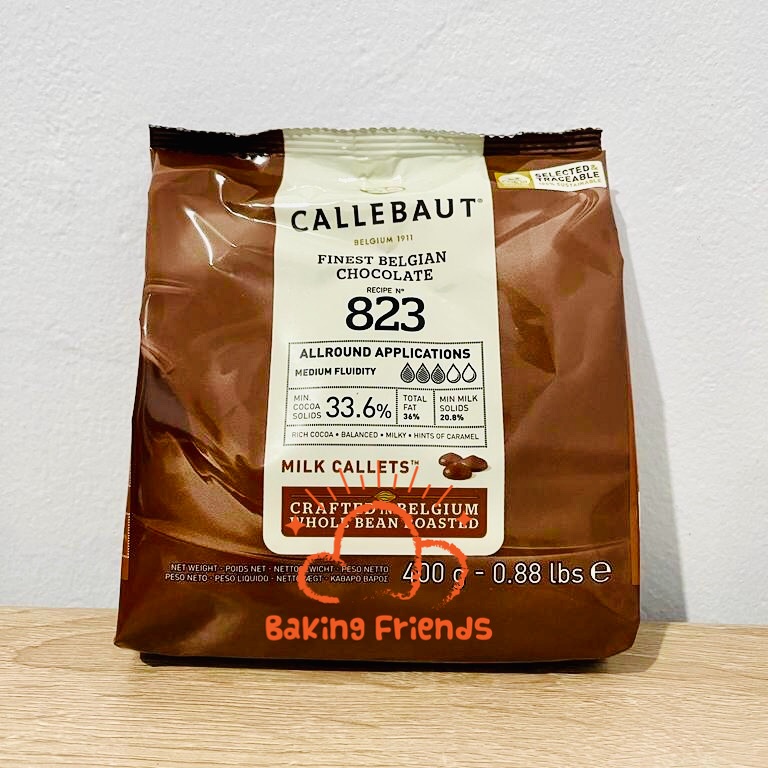 SELECTED &
TRACEABLE
100% SUSTAINABLE
CALLEBAUT®
BELGIUM 1911
FINEST BELGIAN
CHOCOLATE
RECIPE N°
823
ALLROUND APPLICATIONS
MEDIUM FLUIDITY
MIN. COCOA SOLIDS 33.6%
TOTAL FAT 36%
MIN MILK SOLIDS 20.8%
RICH COCOA • BALANCED • MILKY • HINTS OF CARAMEL
MILK CALLETS™
CRAFTED IN BELGIUM
WHOLE BEAN ROASTED
NET WEIGHT - POIDS NET - NETTOGEWICHT - PESO NETTO
PESO NETO - PESO LIQUIDO - NETTOVÆGT - ΚΑΘΑΡΟ ΒΑΡΟΣ
400 g - 0.88 lbs e
Baking Friends